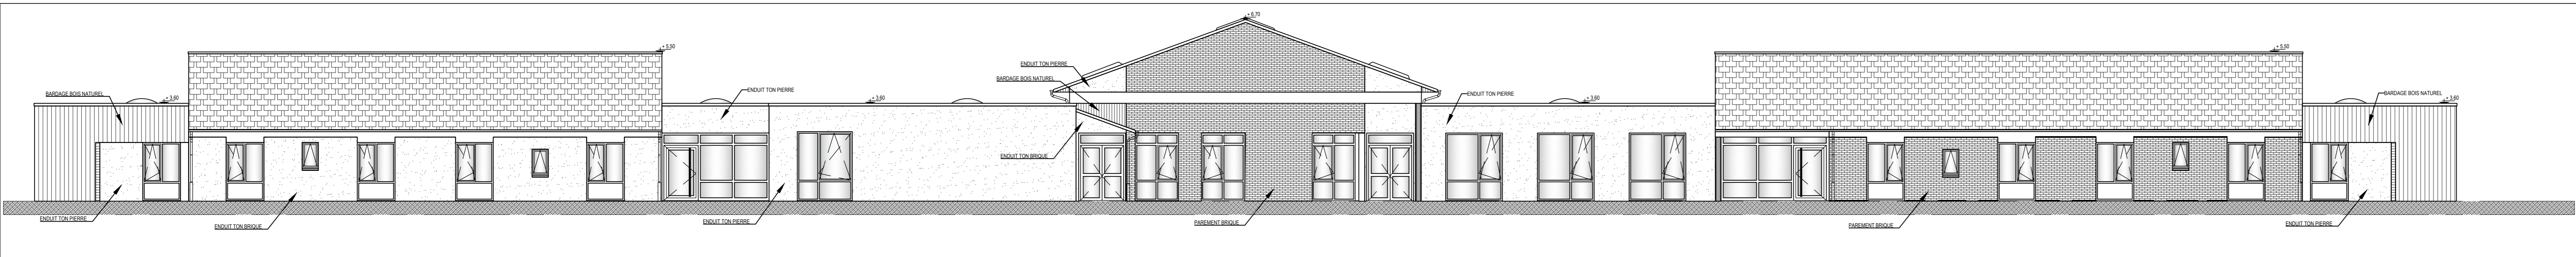 + 6,70
+ 5,50
+ 5,50
ENDUIT TON PIERRE
BARDAGE BOIS NATUREL
ENDUIT TON PIERRE
BARDAGE BOIS NATUREL
+ 3,60
+ 3,60
ENDUIT TON PIERRE
+ 3,60
BARDAGE BOIS NATUREL
+ 3,60
ENDUIT TON BRIQUE
ENDUIT TON PIERRE
ENDUIT TON BRIQUE
ENDUIT TON PIERRE
PAREMENT BRIQUE
PAREMENT BRIQUE
ENDUIT TON PIERRE